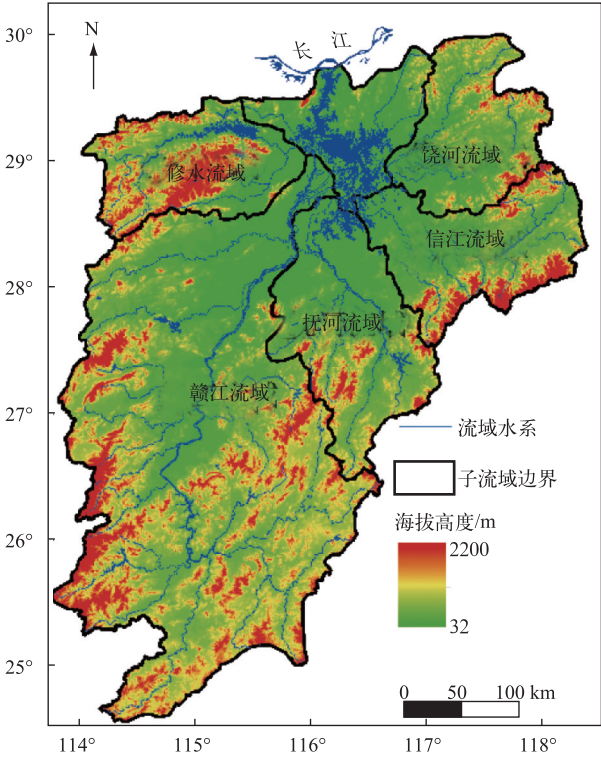 30°
29°
28°
27°
26°
25°
N
长 江
饶河流域
修水流域
信江流域
抚河流域
赣江流域
流域水系
子流域边界
海拔高度/m
2200
32
0 50 100 km
114° 115° 116° 117° 118°